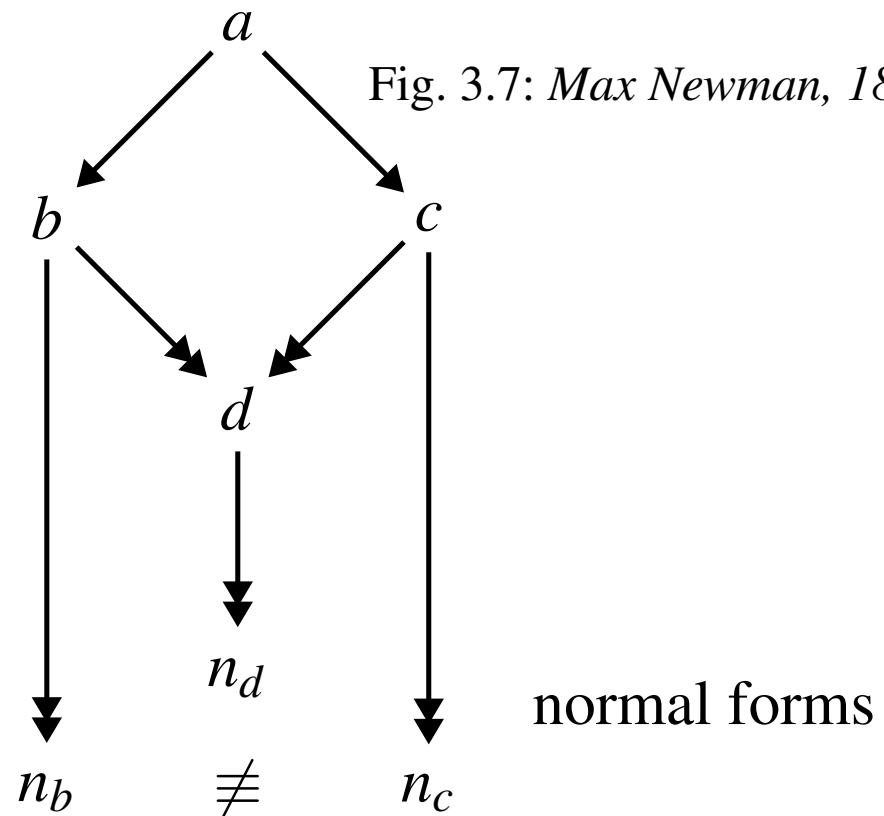 a
Fig. 3.7: Max Newman, 18
b
c
d
n_d
normal forms
n_b ≢ n_c